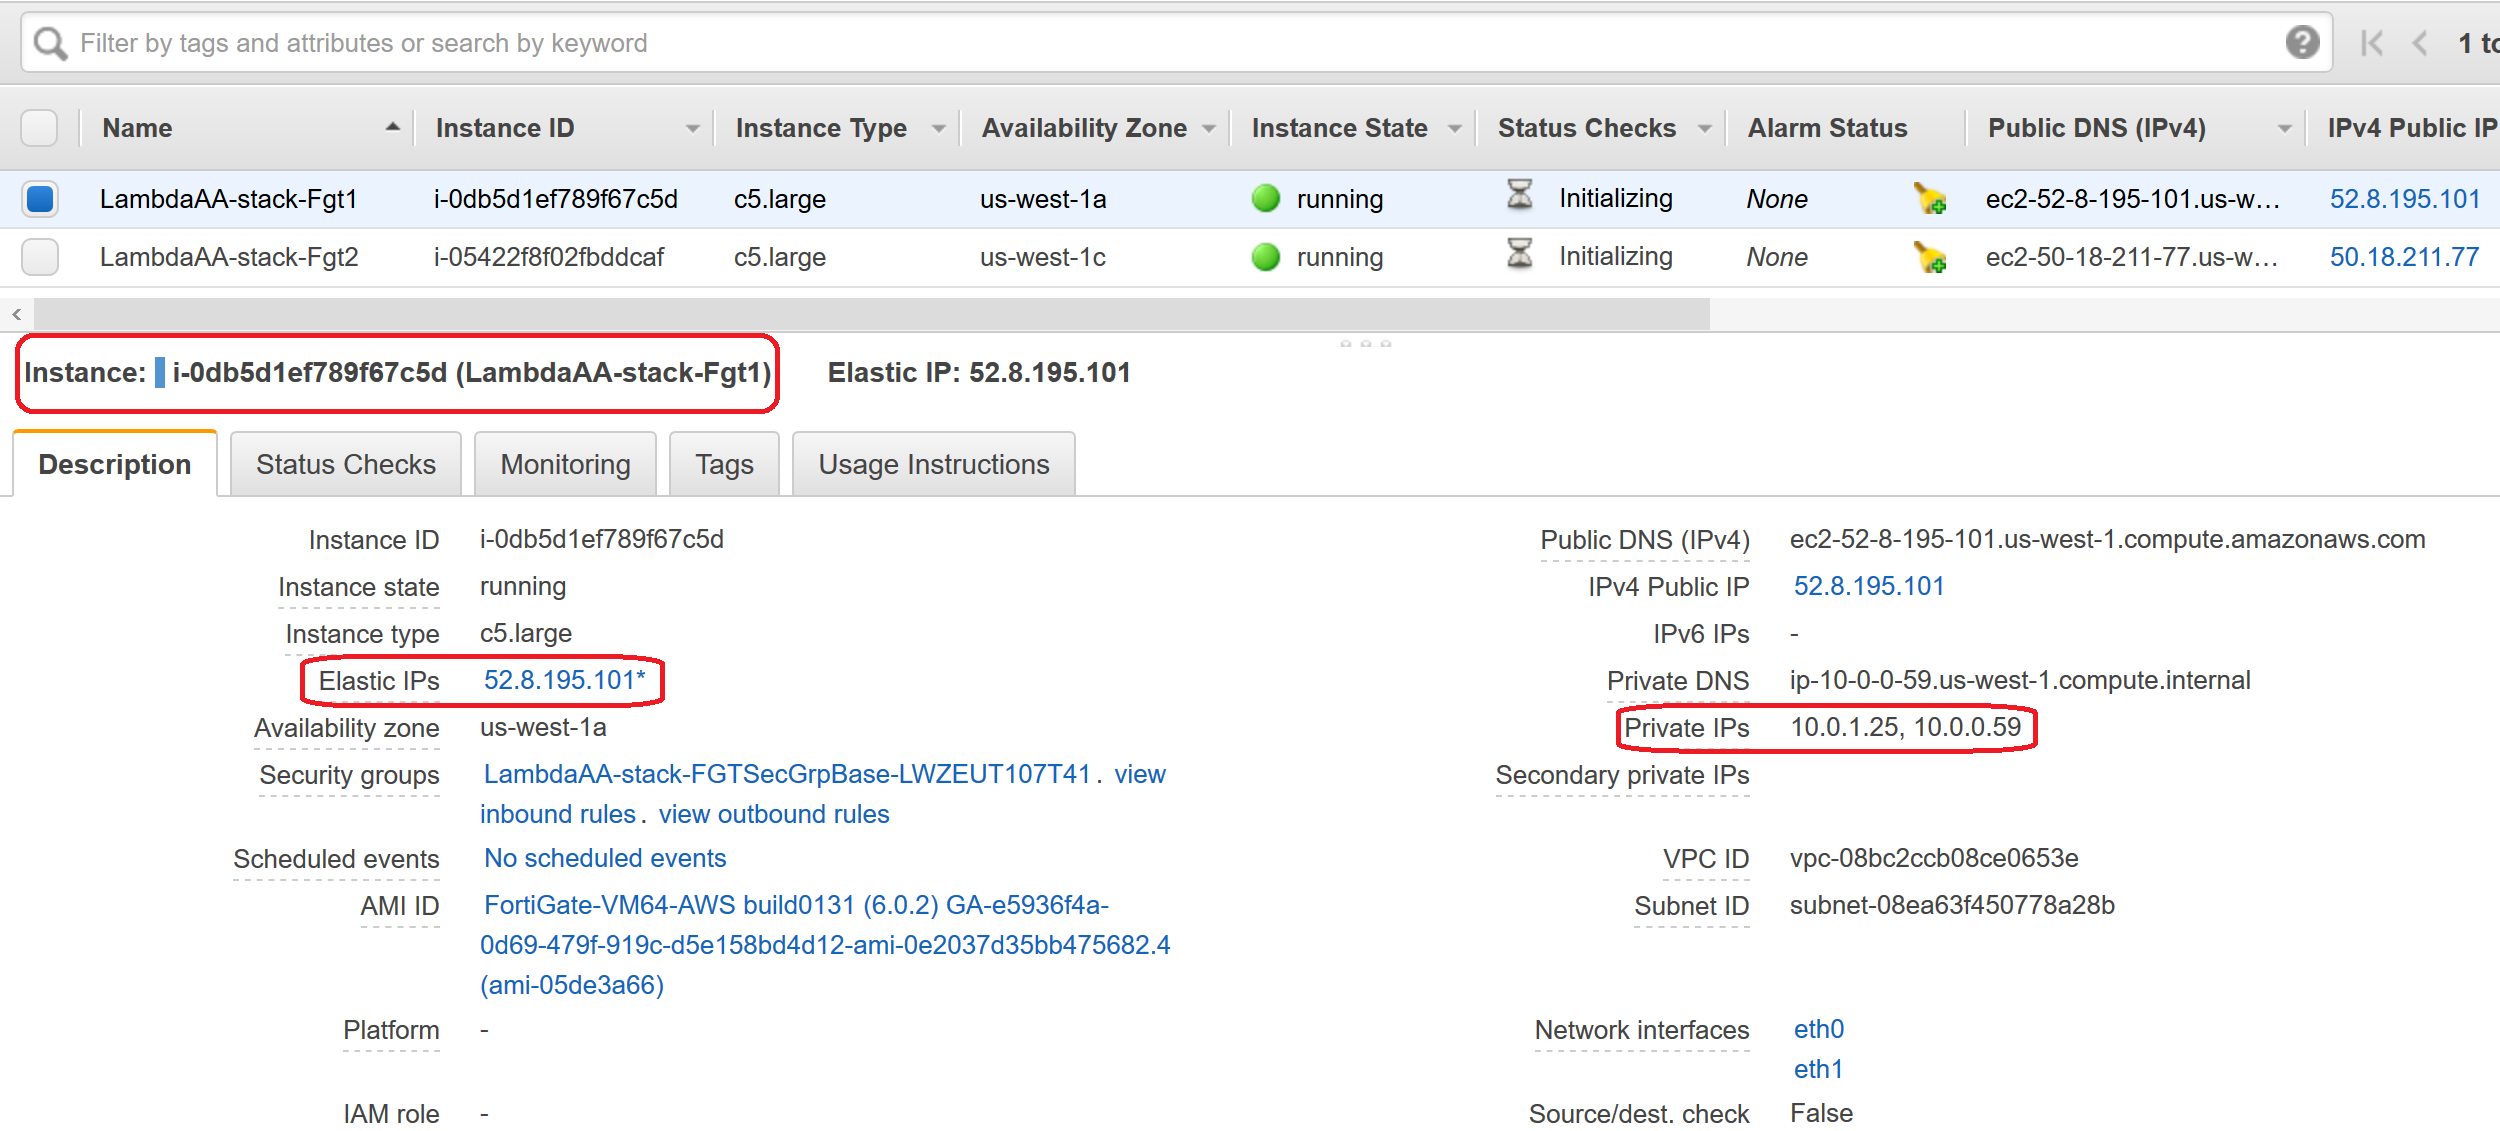 Filter by tags and attributes or search by keyword ? 1 to
Name Instance ID Instance Type Availability Zone Instance State Status Checks Alarm Status Public DNS (IPv4) IPv4 Public IP
LambdaAA-stack-Fgt1 i-0db5d1ef789f67c5d c5.large us-west-1a running Initializing None ec2-52-8-195-101.us-w... 52.8.195.101
LambdaAA-stack-Fgt2 i-05422f8f02fbddcaf c5.large us-west-1c running Initializing None ec2-50-18-211-77.us-w... 50.18.211.77
Instance: i-0db5d1ef789f67c5d (LambdaAA-stack-Fgt1) Elastic IP: 52.8.195.101
Description Status Checks Monitoring Tags Usage Instructions
Instance ID i-0db5d1ef789f67c5d Public DNS (IPv4) ec2-52-8-195-101.us-west-1.compute.amazonaws.com
Instance state running IPv4 Public IP 52.8.195.101
Instance type c5.large IPv6 IPs -
Elastic IPs 52.8.195.101* Private DNS ip-10-0-0-59.us-west-1.compute.internal
Availability zone us-west-1a Private IPs 10.0.1.25, 10.0.0.59
Security groups LambdaAA-stack-FGTSecGrpBase-LWZEUT107T41. view Secondary private IPs
inbound rules. view outbound rules
Scheduled events No scheduled events VPC ID vpc-08bc2ccb08ce0653e
AMI ID FortiGate-VM64-AWS build0131 (6.0.2) GA-e5936f4a- Subnet ID subnet-08ea63f450778a28b
0d69-479f-919c-d5e158bd4d12-ami-0e2037d35bb475682.4
(ami-05de3a66)
Platform - Network interfaces eth0
eth1
IAM role - Source/dest. check False